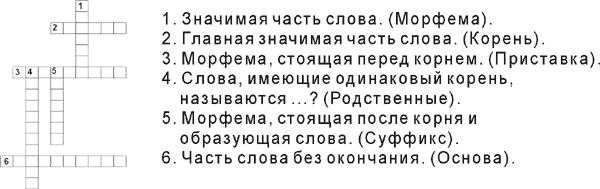 1
2
3 4 5
6
1. Значимая часть слова. (Морфема).
2. Главная значимая часть слова. (Корень).
3. Морфема, стоящая перед корнем. (Приставка).
4. Слова, имеющие одинаковый корень,
называются ...? (Родственные).
5. Морфема, стоящая после корня и
образующая слова. (Суффикс).
6. Часть слова без окончания. (Основа).